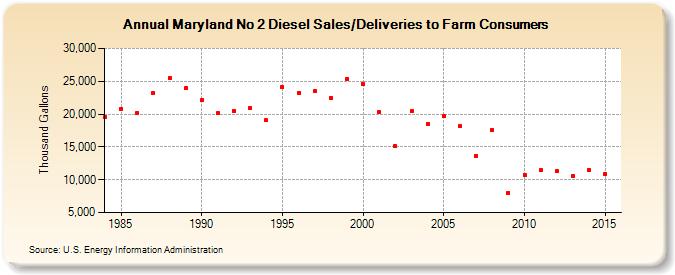 Annual Maryland No 2 Diesel Sales/Deliveries to Farm Consumers
Thousand Gallons
30,000
25,000
20,000
15,000
10,000
5,000
1985 1990 1995 2000 2005 2010 2015
Source: U.S. Energy Information Administration